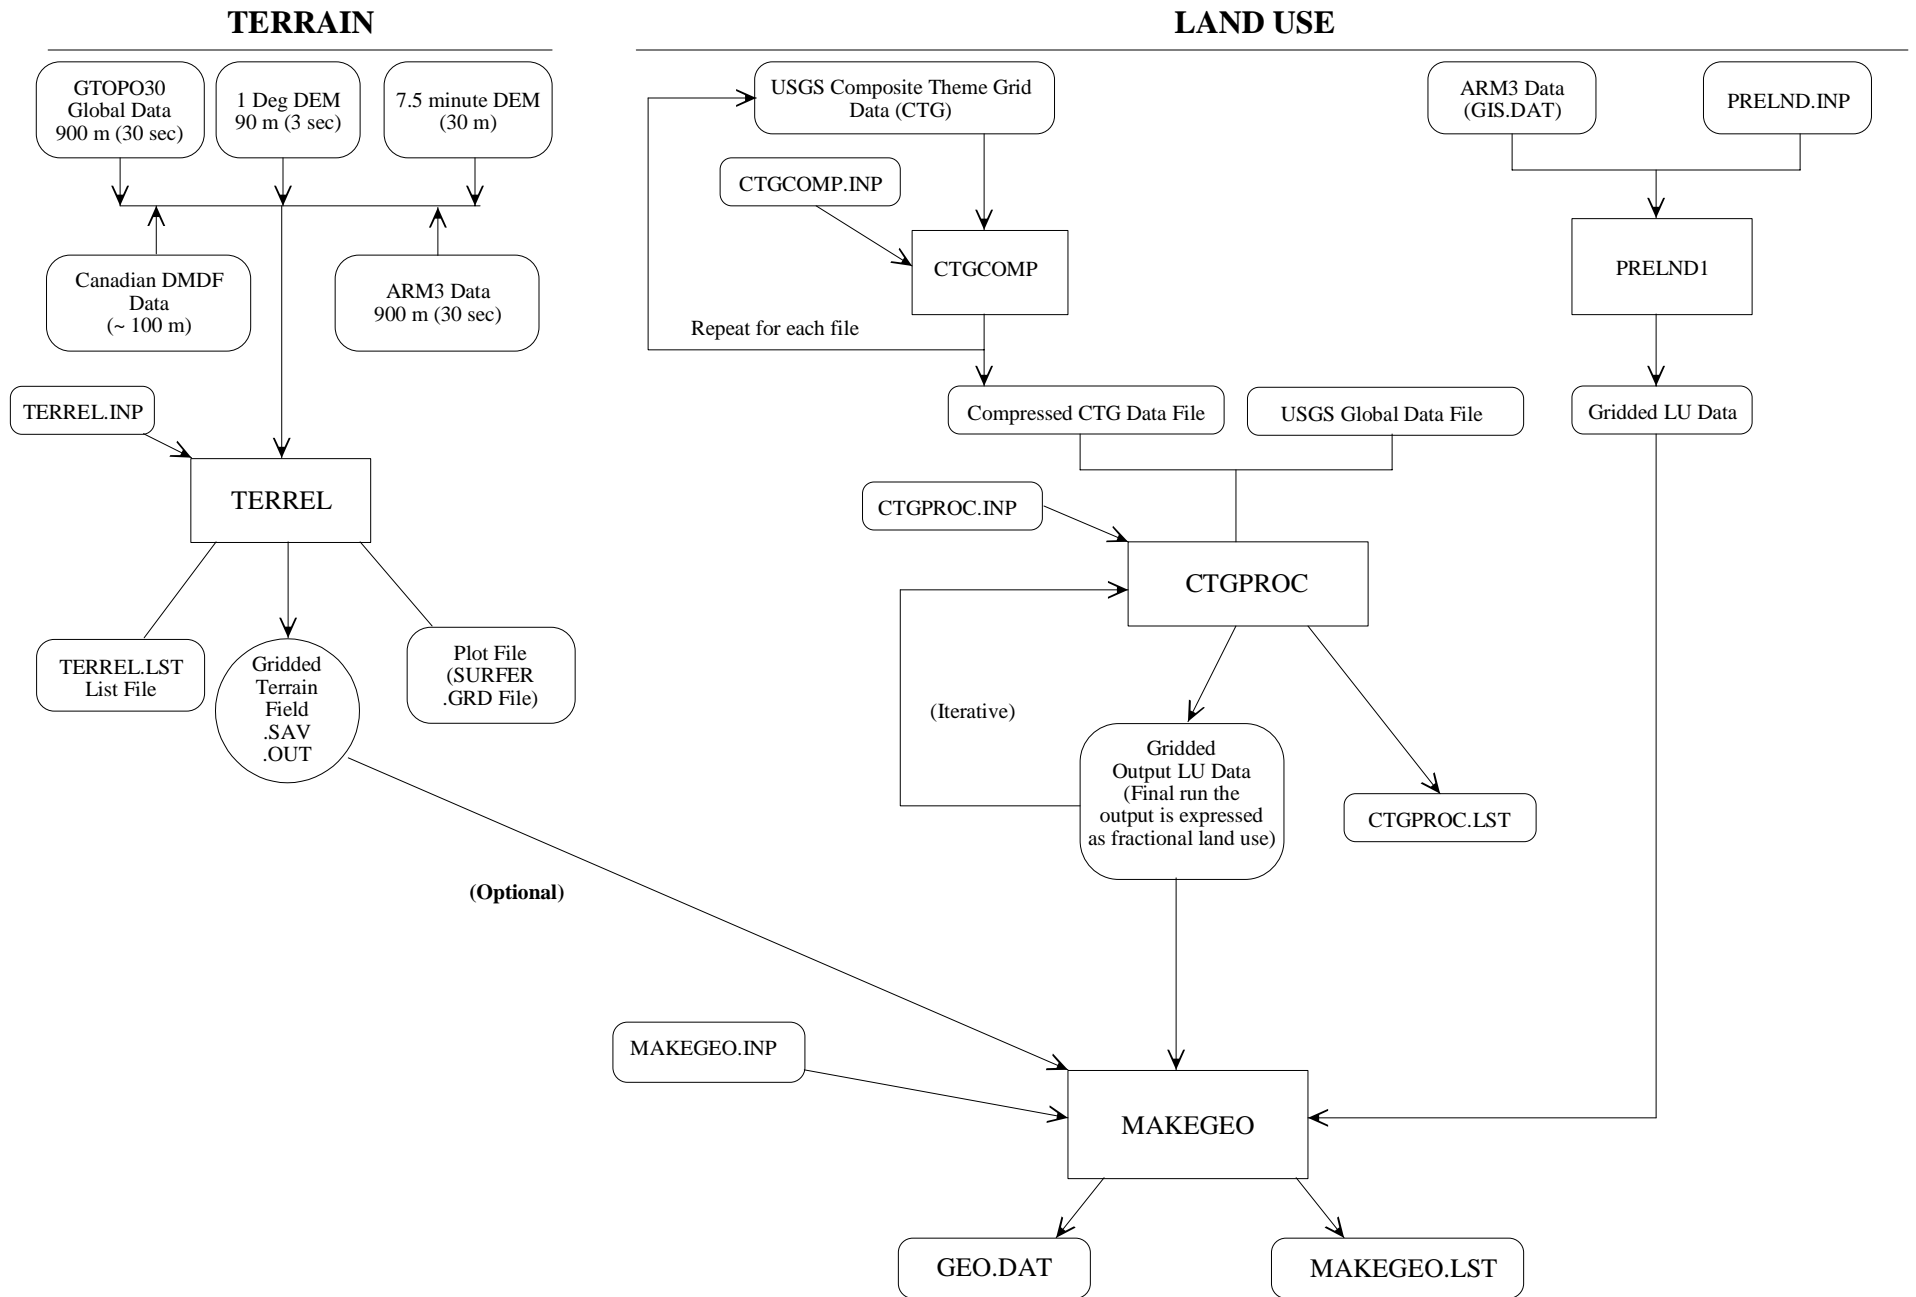 TERRAIN
LAND USE
GTOPO30
Global Data
900 m (30 sec)
1 Deg DEM
90 m (3 sec)
7.5 minute DEM
(30 m)
USGS Composite Theme Grid
Data (CTG)
ARM3 Data
(GIS.DAT)
PRELND.INP
CTGCOMP.INP
Canadian DMDF
Data
(~ 100 m)
ARM3 Data
900 m (30 sec)
CTGCOMP
PRELND1
Repeat for each file
TERREL.INP
Compressed CTG Data File
USGS Global Data File
Gridded LU Data
TERREL
CTGPROC.INP
CTGPROC
TERREL.LST
List File
Gridded
Terrain
Field
.SAV
.OUT
Plot File
(SURFER
.GRD File)
(Iterative)
Gridded
Output LU Data
(Final run the
output is expressed
as fractional land use)
CTGPROC.LST
(Optional)
MAKEGEO.INP
MAKEGEO
GEO.DAT
MAKEGEO.LST